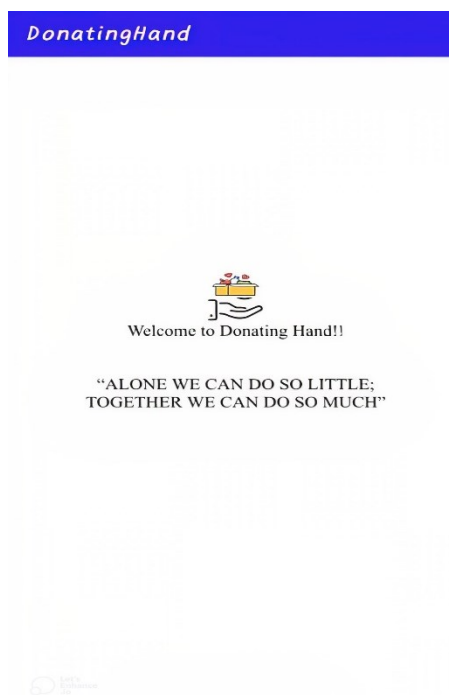 DonatingHand
Welcome to Donating Hand!!
“ALONE WE CAN DO SO LITTLE;
TOGETHER WE CAN DO SO MUCH”